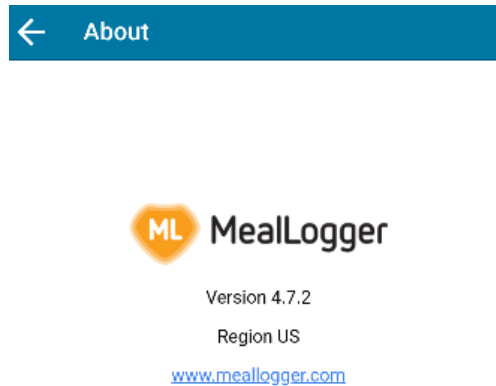 About
ML MealLogger
Version 4.7.2
Region US
www.meallogger.com